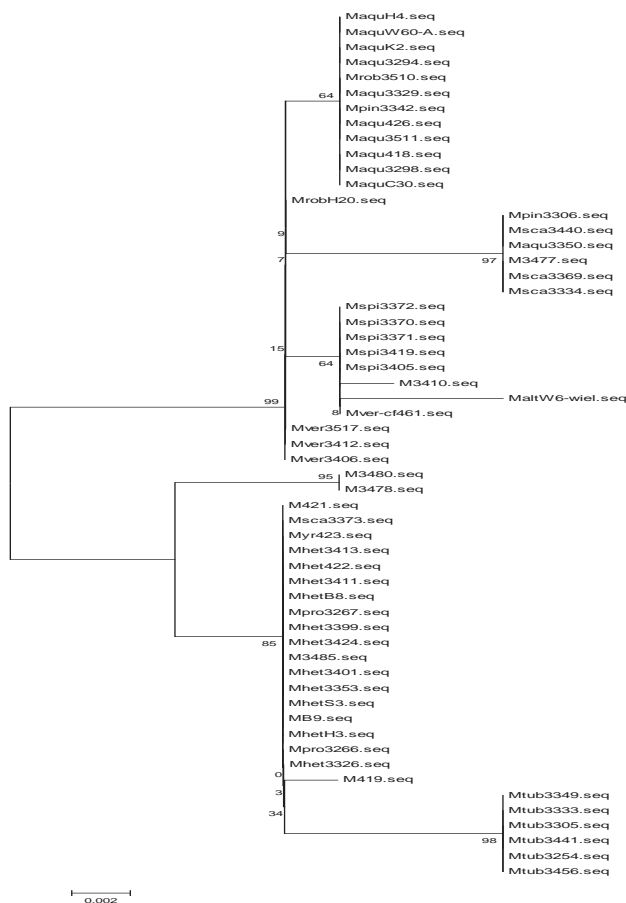 MaquH4.seq
MaquW60-A.seq
MaquK2.seq
Maqu3294.seq
Mrob3510.seq
Maqu3329.seq
64
Mpin3342.seq
Maqu426.seq
Maqu3511.seq
Maqu418.seq
Maqu3298.seq
MaquC30.seq
MrobH20.seq
Mpin3306.seq
Msca3440.seq
9
Maqu3350.seq
7
97
M3477.seq
Msca3369.seq
Msca3334.seq
Mspi3372.seq
Mspi3370.seq
Mspi3371.seq
15
Mspi3419.seq
64
Mspi3405.seq
M3410.seq
MaltW6-wiel.seq
99
8
Mver-cf461.seq
Mver3517.seq
Mver3412.seq
Mver3406.seq
95
M3480.seq
M3478.seq
M421.seq
Msca3373.seq
Myr423.seq
Mhet3413.seq
Mhet422.seq
Mhet3411.seq
MhetB8.seq
Mpro3267.seq
Mhet3399.seq
Mhet3424.seq
85
M3485.seq
Mhet3401.seq
Mhet3353.seq
MhetS3.seq
MB9.seq
MhetH3.seq
Mpro3266.seq
Mhet3326.seq
0
M419.seq
3
Mtub3349.seq
Mtub3333.seq
34
Mtub3305.seq
98
Mtub3441.seq
Mtub3254.seq
Mtub3456.seq
0.002